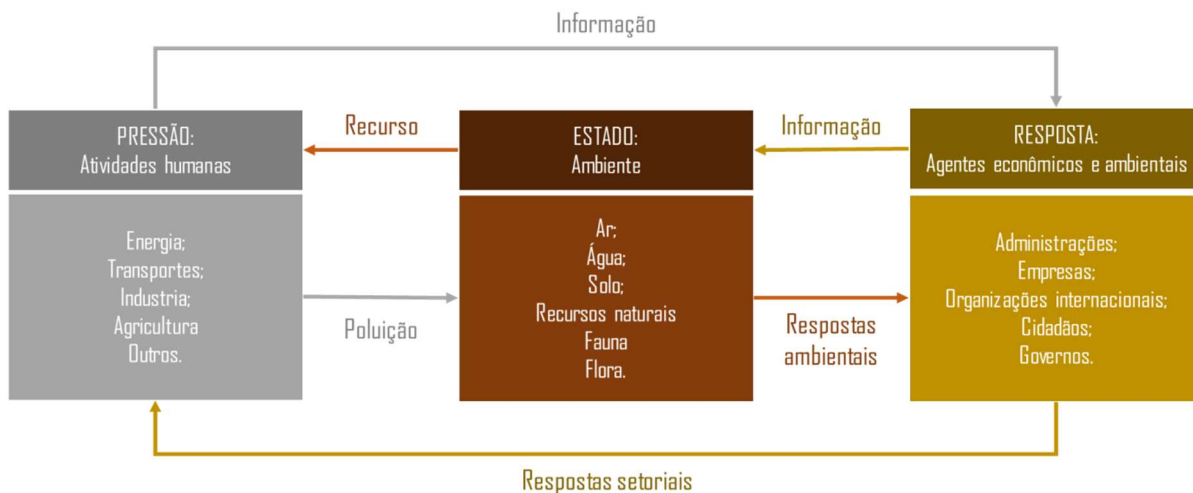 Informação
PRESSÃO:
Atividades humanas
Recurso
ESTADO:
Ambiente
Informação
RESPOSTA:
Agentes econômicos e ambientais
Energia;
Transportes;
Industria;
Agricultura
Outros.
Poluição
Ar;
Água;
Solo;
Recursos naturais
Fauna
Flora.
Respostas
ambientais
Administrações;
Empresas;
Organizações internacionais;
Cidadãos;
Governos.
Respostas setoriais